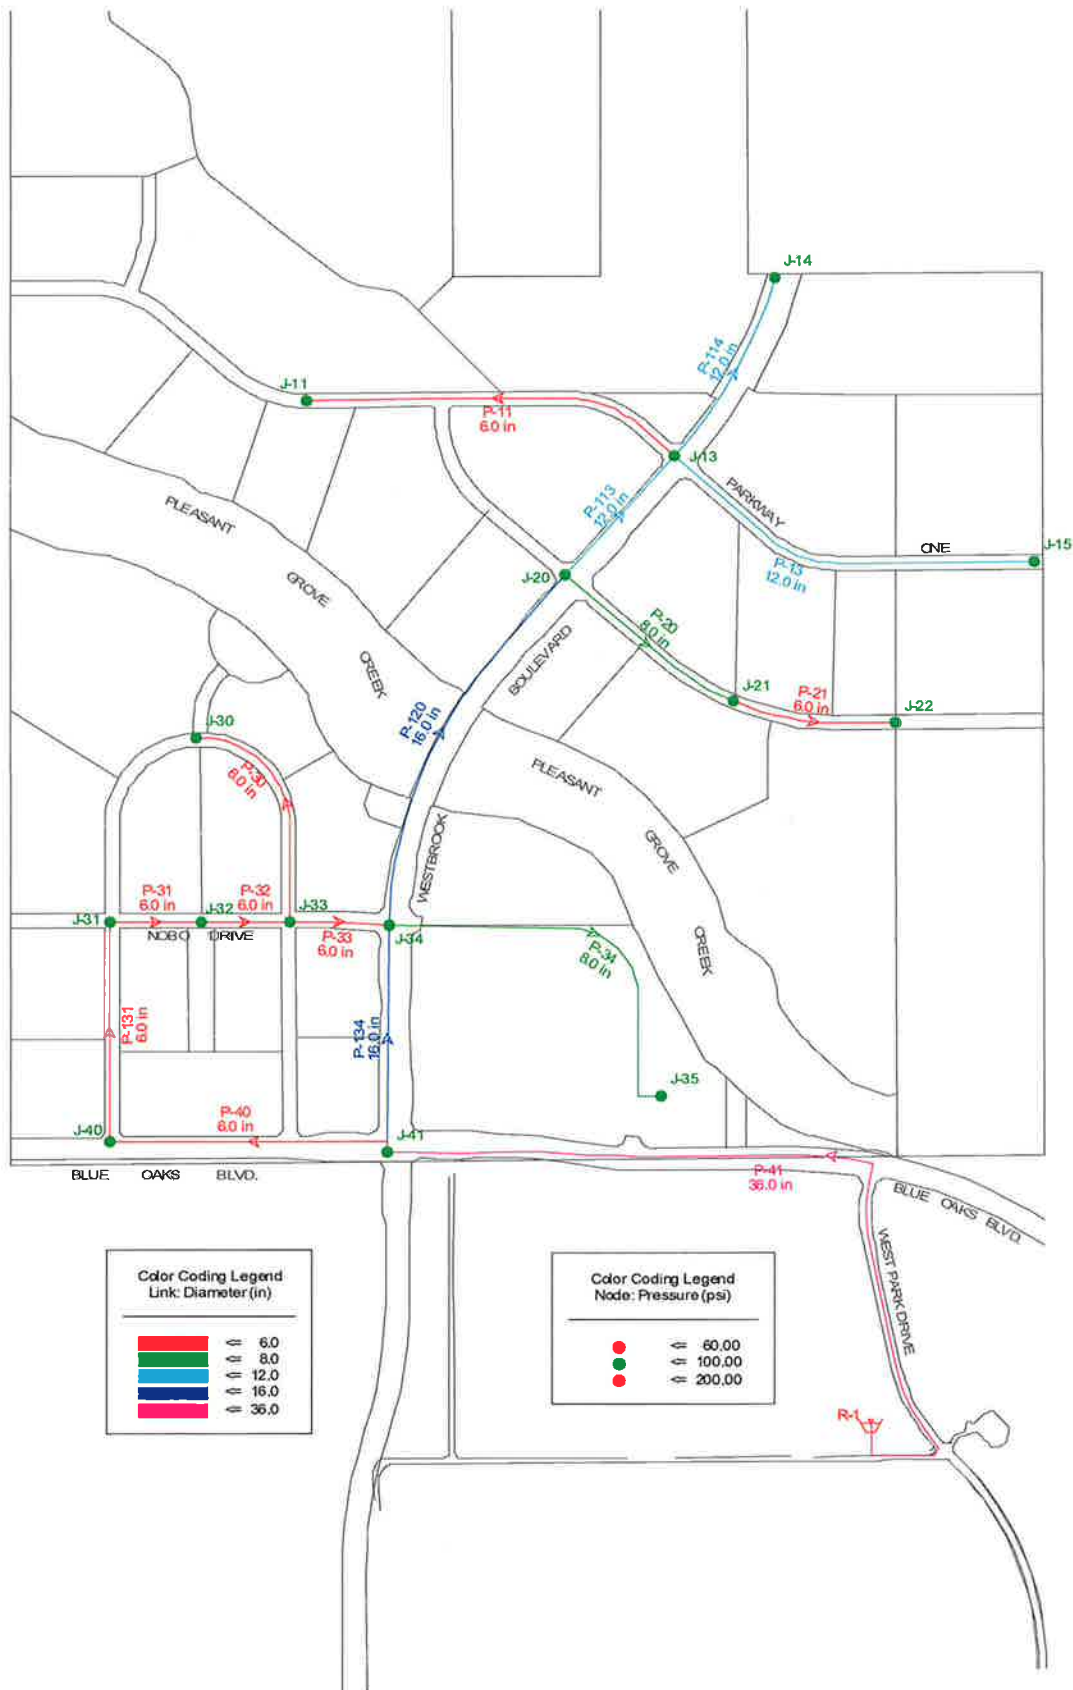 J-14
P-114
12.0 in
J-11
P-11
6.0 in
J-13
PARKWAY
P-113
12.0 in
PLEASANT
ONE
J-15
P-13
12.0 in
GROVE
J-20
P-20
8.0 in
BOULEVARD
CREEK
J-21
P-21
6.0 in
J-22
J-30
P-120
16.0 in
P-30
6.0 in
PLEASANT
GROVE
WESTBROOK
P-31
6.0 in
P-32
6.0 in
J-31
J-32
J-33
NOBO DRIVE
P-33
6.0 in
J-34
P-34
8.0 in
CREEK
P-131
6.0 in
P-134
16.0 in
J-35
P-40
6.0 in
J-40
J-41
BLUE OAKS BLVD.
P-41
36.0 in
BLUE OAKS BLVD.
WEST PARK DRIVE
Color Coding Legend
Link: Diameter (in)
<= 6.0
<= 8.0
<= 12.0
<= 16.0
<= 36.0
Color Coding Legend
Node: Pressure (psi)
<= 60.00
<= 100.00
<= 200.00
R-1